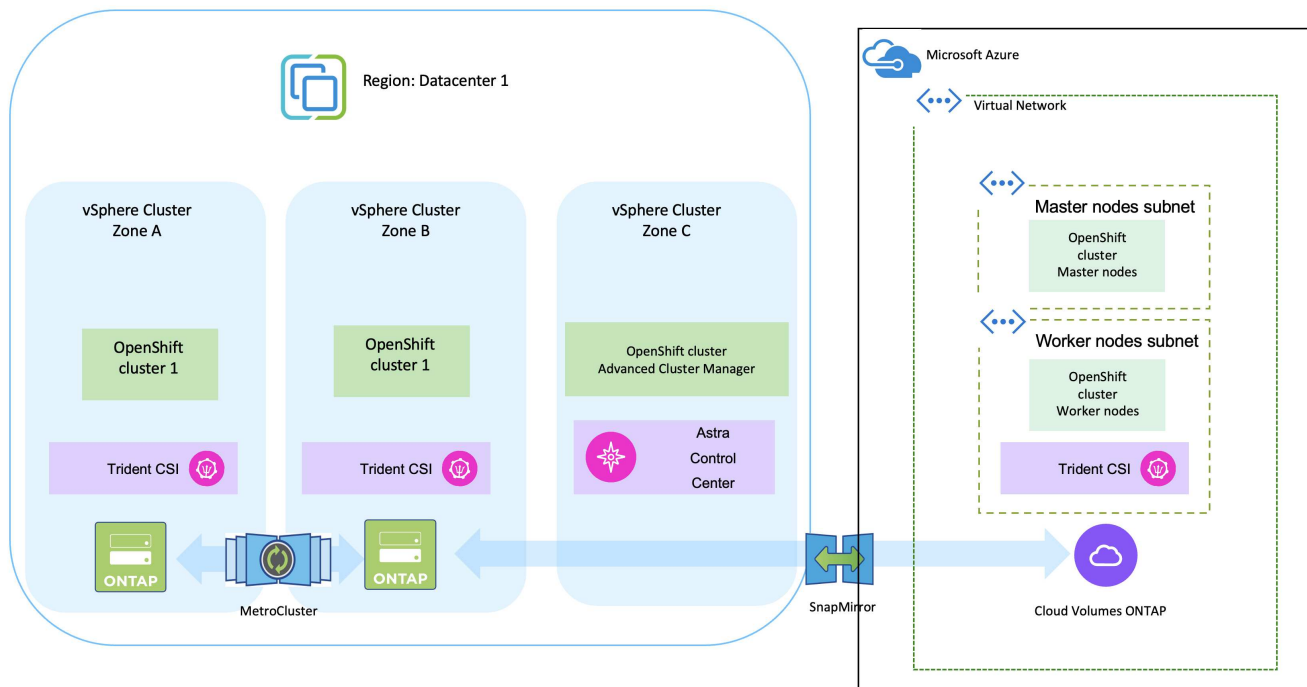 Region: Datacenter 1
Microsoft Azure
Virtual Network
vSphere Cluster
Zone A
vSphere Cluster
Zone B
vSphere Cluster
Zone C
Master nodes subnet
OpenShift
cluster
Master nodes
OpenShift
cluster 1
OpenShift
cluster 1
OpenShift cluster
Advanced Cluster Manager
Worker nodes subnet
OpenShift
cluster
Worker nodes
Trident CSI
Trident CSI
Astra
Control
Center
Trident CSI
ONTAP
ONTAP
MetroCluster
SnapMirror
Cloud Volumes ONTAP